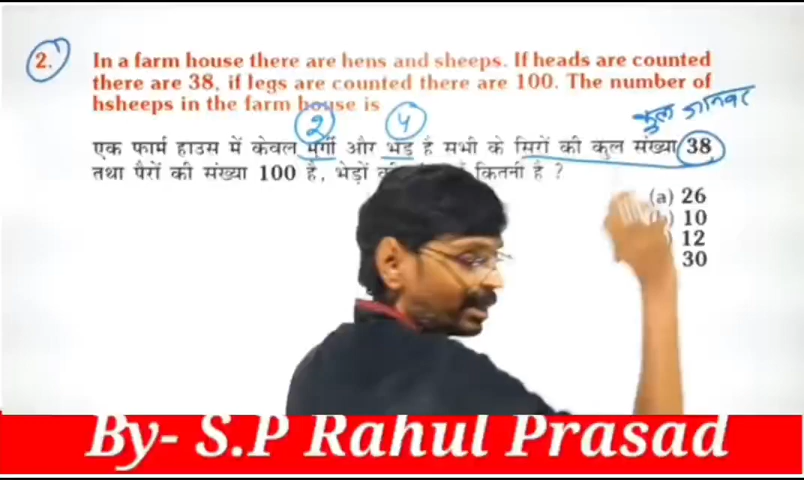 2.
In a farm house there are hens and sheeps. If heads are counted
there are 38, if legs are counted there are 100. The number of
hsheeps in the farm house is
2 4 कुल जानवर
एक फार्म हाउस में केवल मुर्गी और भेड़ है सभी के सिरों की कुल संख्या 38
तथा पैरों की संख्या 100 है, भेड़ों कितनी है ?
(a) 26
10
12
30
By- S.P Rahul Prasad